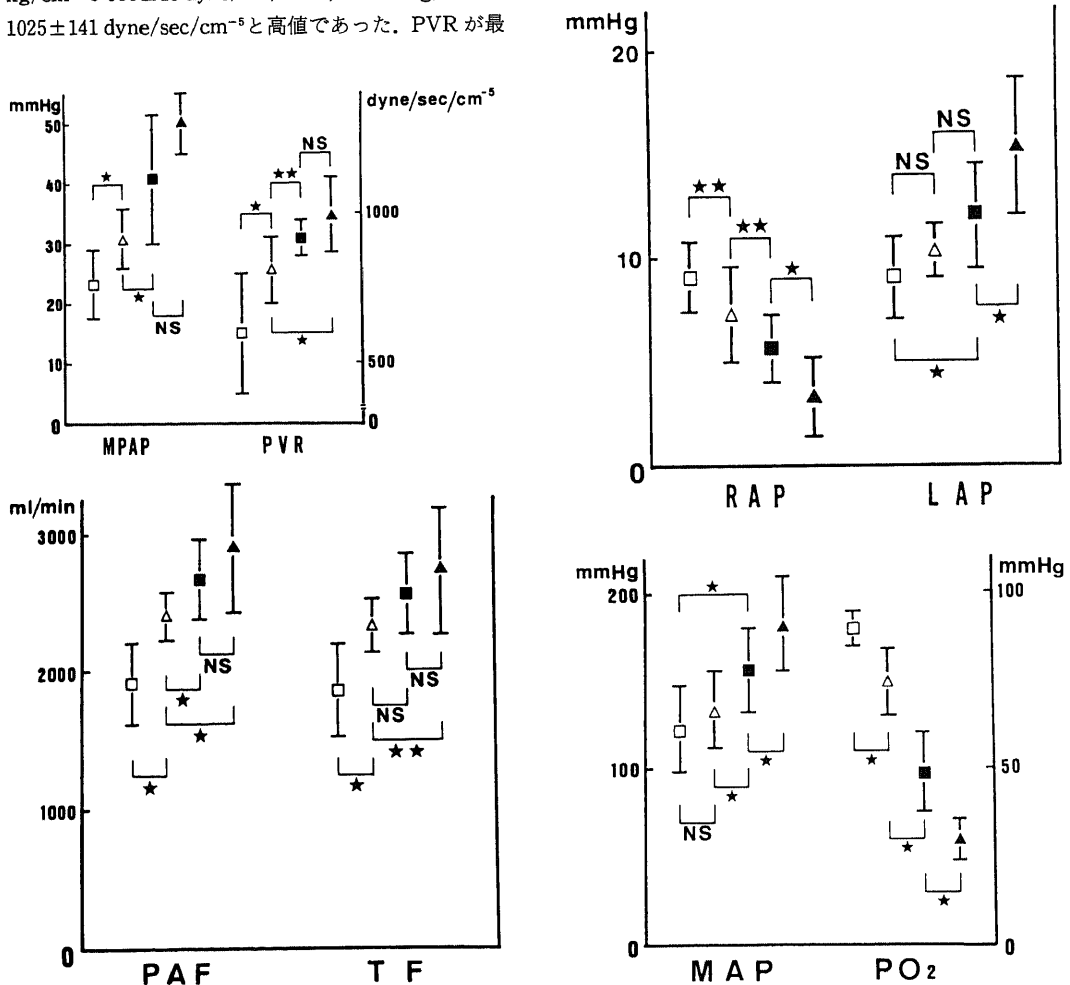 1025±141 dyne/sec/cm⁻⁵と高値であった. PVR が最
mmHg
50
40
30
20
10
0
★
★
NS
MPAP
dyne/sec/cm⁻⁵
1000
500
0
★
★★
NS
★
PVR
mmHg
20
10
0
★★
★★
★
RAP
NS
NS
★
★
LAP
ml/min
3000
2000
1000
0
NS
★
★
★
PAF
NS
NS
★★
★
TF
mmHg
200
100
0
★
★
★
NS
MAP
mmHg
100
50
0
★
★
★
PO₂